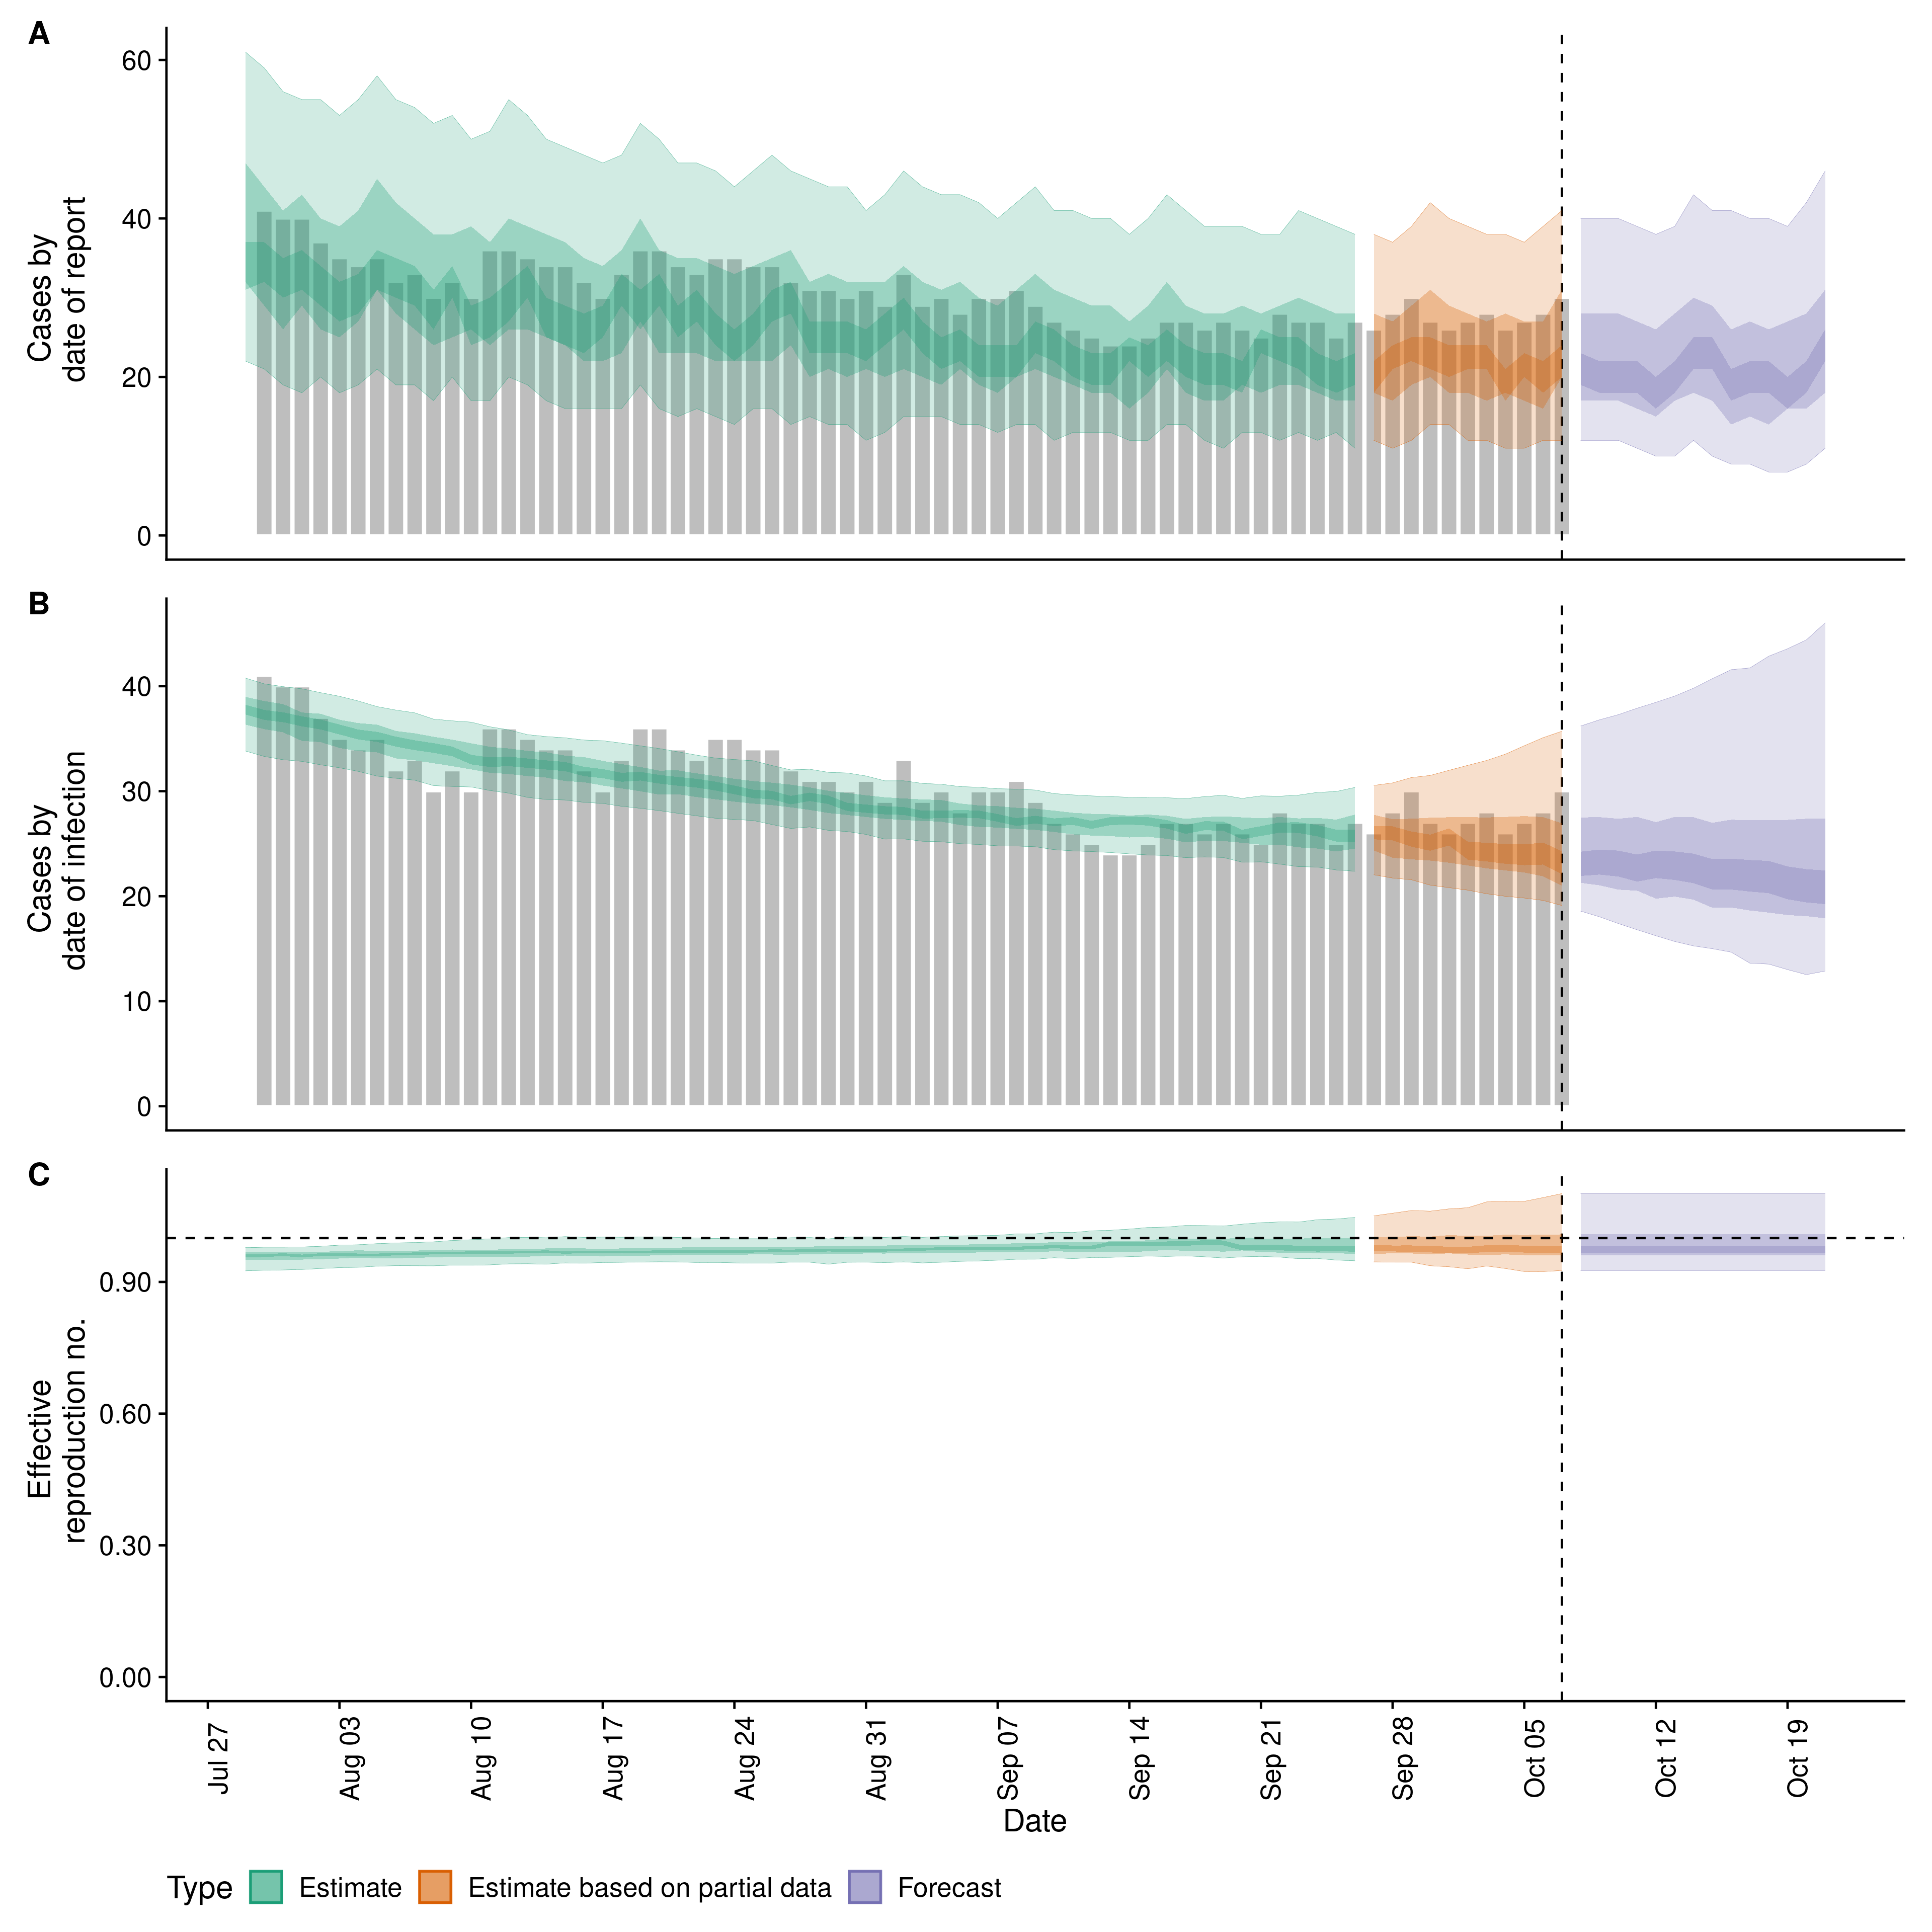 A
Cases by
date of report
60
40
20
0
B
Cases by
date of infection
40
30
20
10
0
C
Effective
reproduction no.
0.90
0.60
0.30
0.00
Jul 27
Aug 03
Aug 10
Aug 17
Aug 24
Aug 31
Sep 07
Sep 14
Sep 21
Sep 28
Oct 05
Oct 12
Oct 19
Date
Type Estimate Estimate based on partial data Forecast